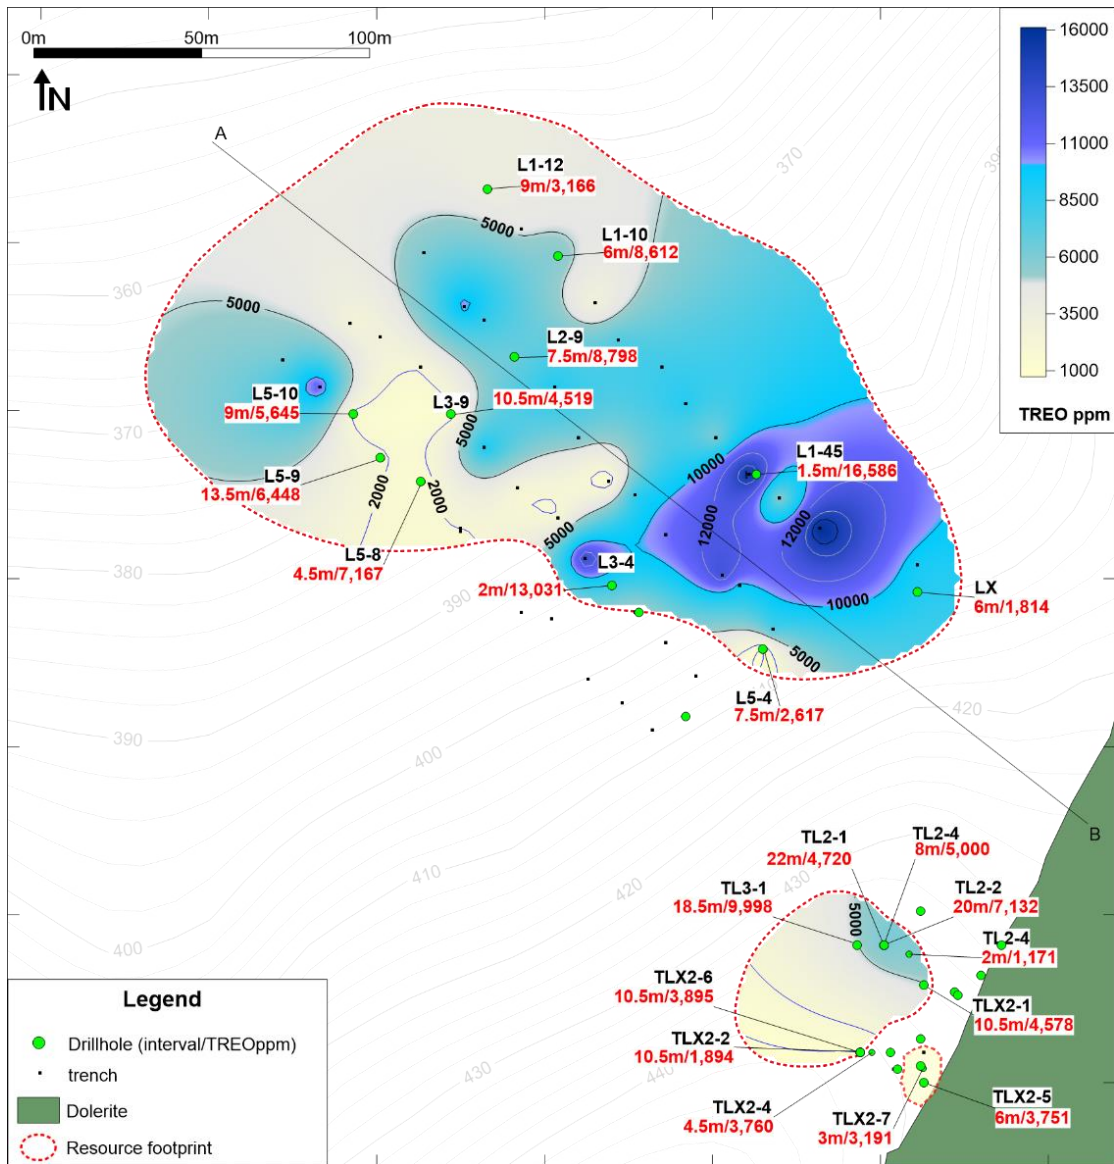 0m 50m 100m
N
16000
13500
11000
8500
6000
3500
1000
TREO ppm
A
370
L1-12
9m/3,166
5000
L1-10
6m/8,612
360
5000
L2-9
7.5m/8,798
L5-10
9m/5,645
L3-9
10.5m/4,519
5000
370
L1-45
1.5m/16,586
10000
L5-9
13.5m/6,448
2000
2000
12000
12000
5000
L5-8
4.5m/7,167
L3-4
2m/13,031
380
390
10000
LX
6m/1,814
5000
L5-4
7.5m/2,617
420
390
400
B
TL2-1
22m/4,720
TL2-4
8m/5,000
410
420
430
TL3-1
18.5m/9,998
5000
TL2-2
20m/7,132
400
TL2-4
2m/1,171
TLX2-6
10.5m/3,895
TLX2-1
10.5m/4,578
TLX2-2
10.5m/1,894
430
440
TLX2-4
4.5m/3,760
TLX2-7
3m/3,191
TLX2-5
6m/3,751
Legend
Drillhole (interval/TREOppm)
trench
Dolerite
Resource footprint